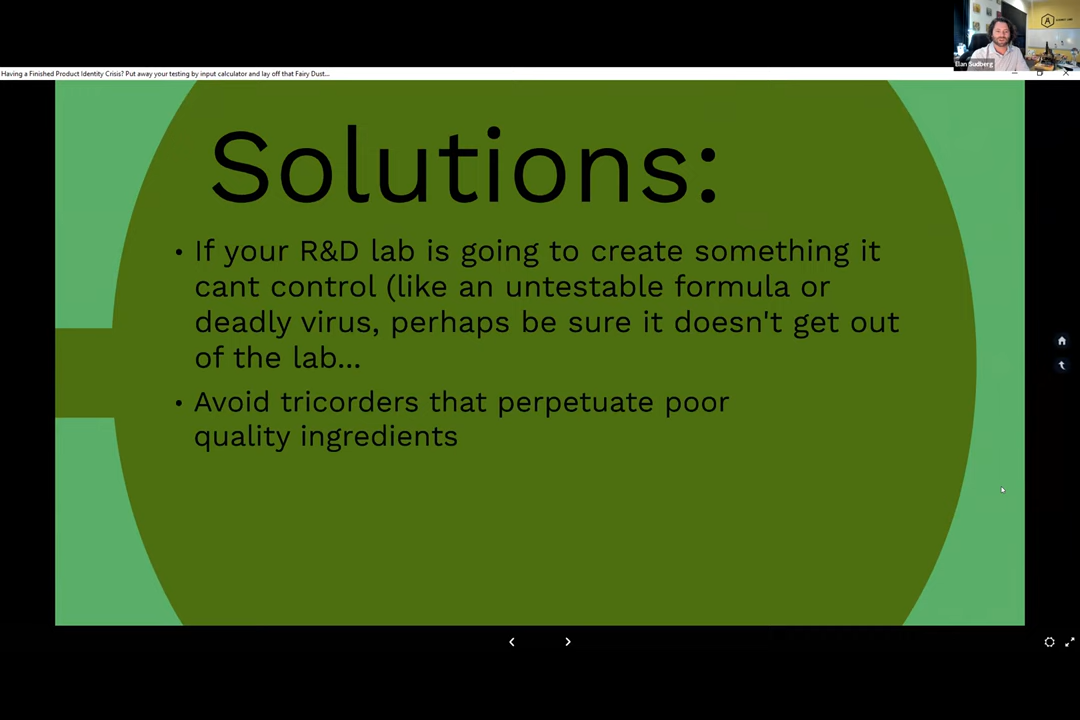 Elan Sudberg
Having a Finished Product Identity Crisis? Put away your testing by input calculator and lay off that Fairy Dust...
Solutions:
• If your R&D lab is going to create something it
cant control (like an untestable formula or
deadly virus, perhaps be sure it doesn't get out
of the lab...
• Avoid tricorders that perpetuate poor
quality ingredients